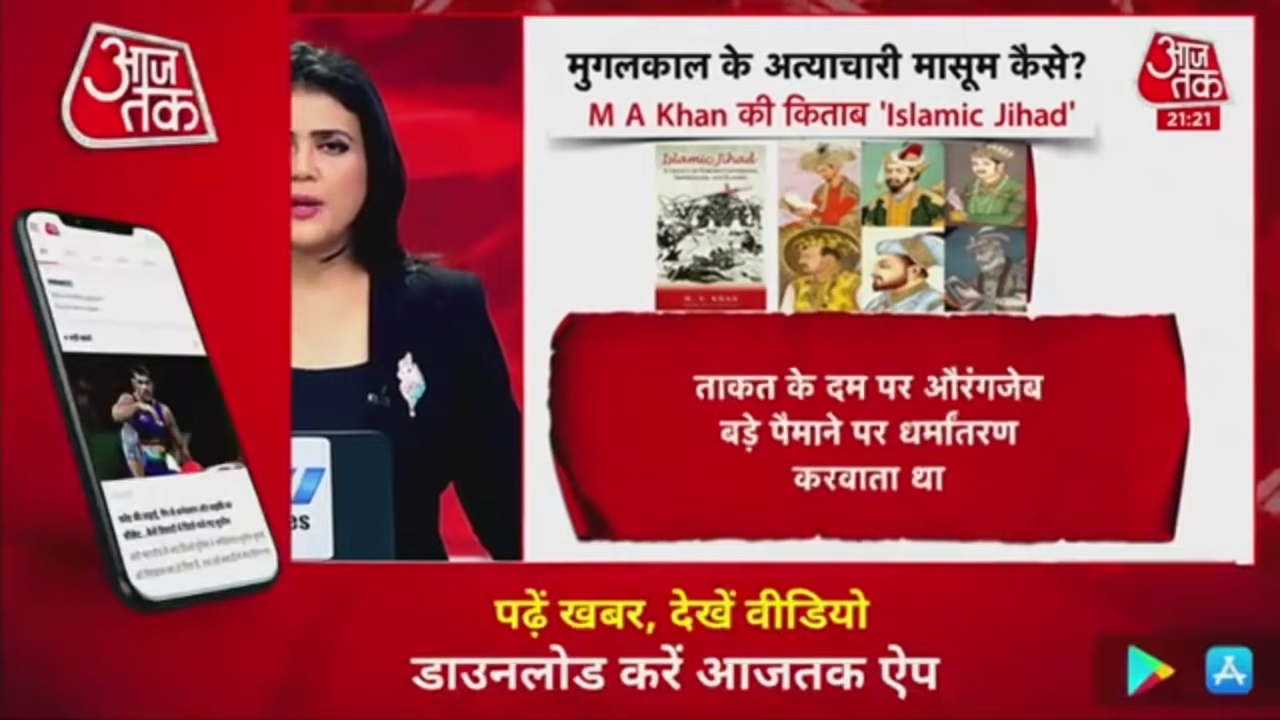 आज
तक
मुगलकाल के अत्याचारी मासूम कैसे?
M A Khan की किताब 'Islamic Jihad'
आज
तक
21:21
Islamic Jihad
M. A. KHAN
ताकत के दम पर औरंगजेब
बड़े पैमाने पर धर्मांतरण
करवाता था
es
पढ़ें खबर, देखें वीडियो
डाउनलोड करें आजतक ऐप